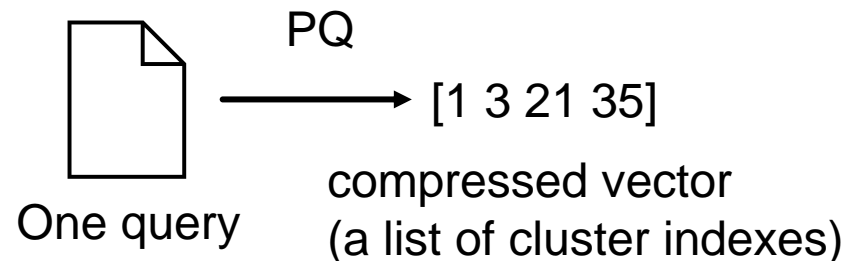 PQ
[1 3 21 35]
One query
compressed vector
(a list of cluster indexes)